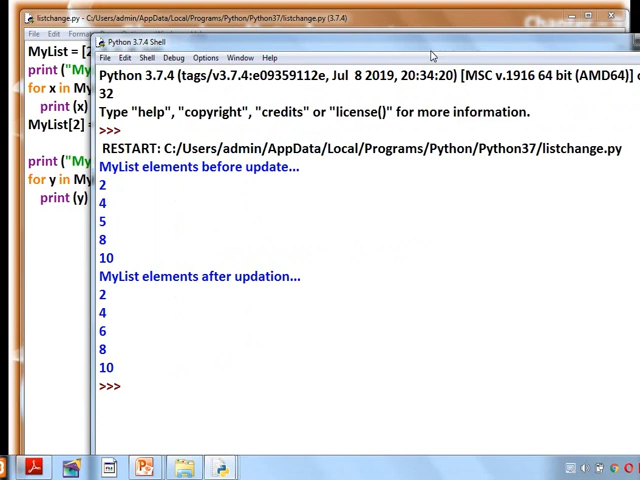 listchange.py - C:/Users/admin/AppData/Local/Programs/Python/Python37/listchange.py (3.7.4)
File Edit Forma
MyList = [2
print ("My
for x in My
print (x)
MyList[2] =
print ("My
for y in My
print (y)
Python 3.7.4 Shell
File Edit Shell Debug Options Window Help
Python 3.7.4 (tags/v3.7.4:e09359112e, Jul 8 2019, 20:34:20) [MSC v.1916 64 bit (AMD64)] o
32
Type "help", "copyright", "credits" or "license()" for more information.
>>>
RESTART: C:/Users/admin/AppData/Local/Programs/Python/Python37/listchange.py
MyList elements before update...
2
4
5
8
10
MyList elements after updation...
2
4
6
8
10
>>>